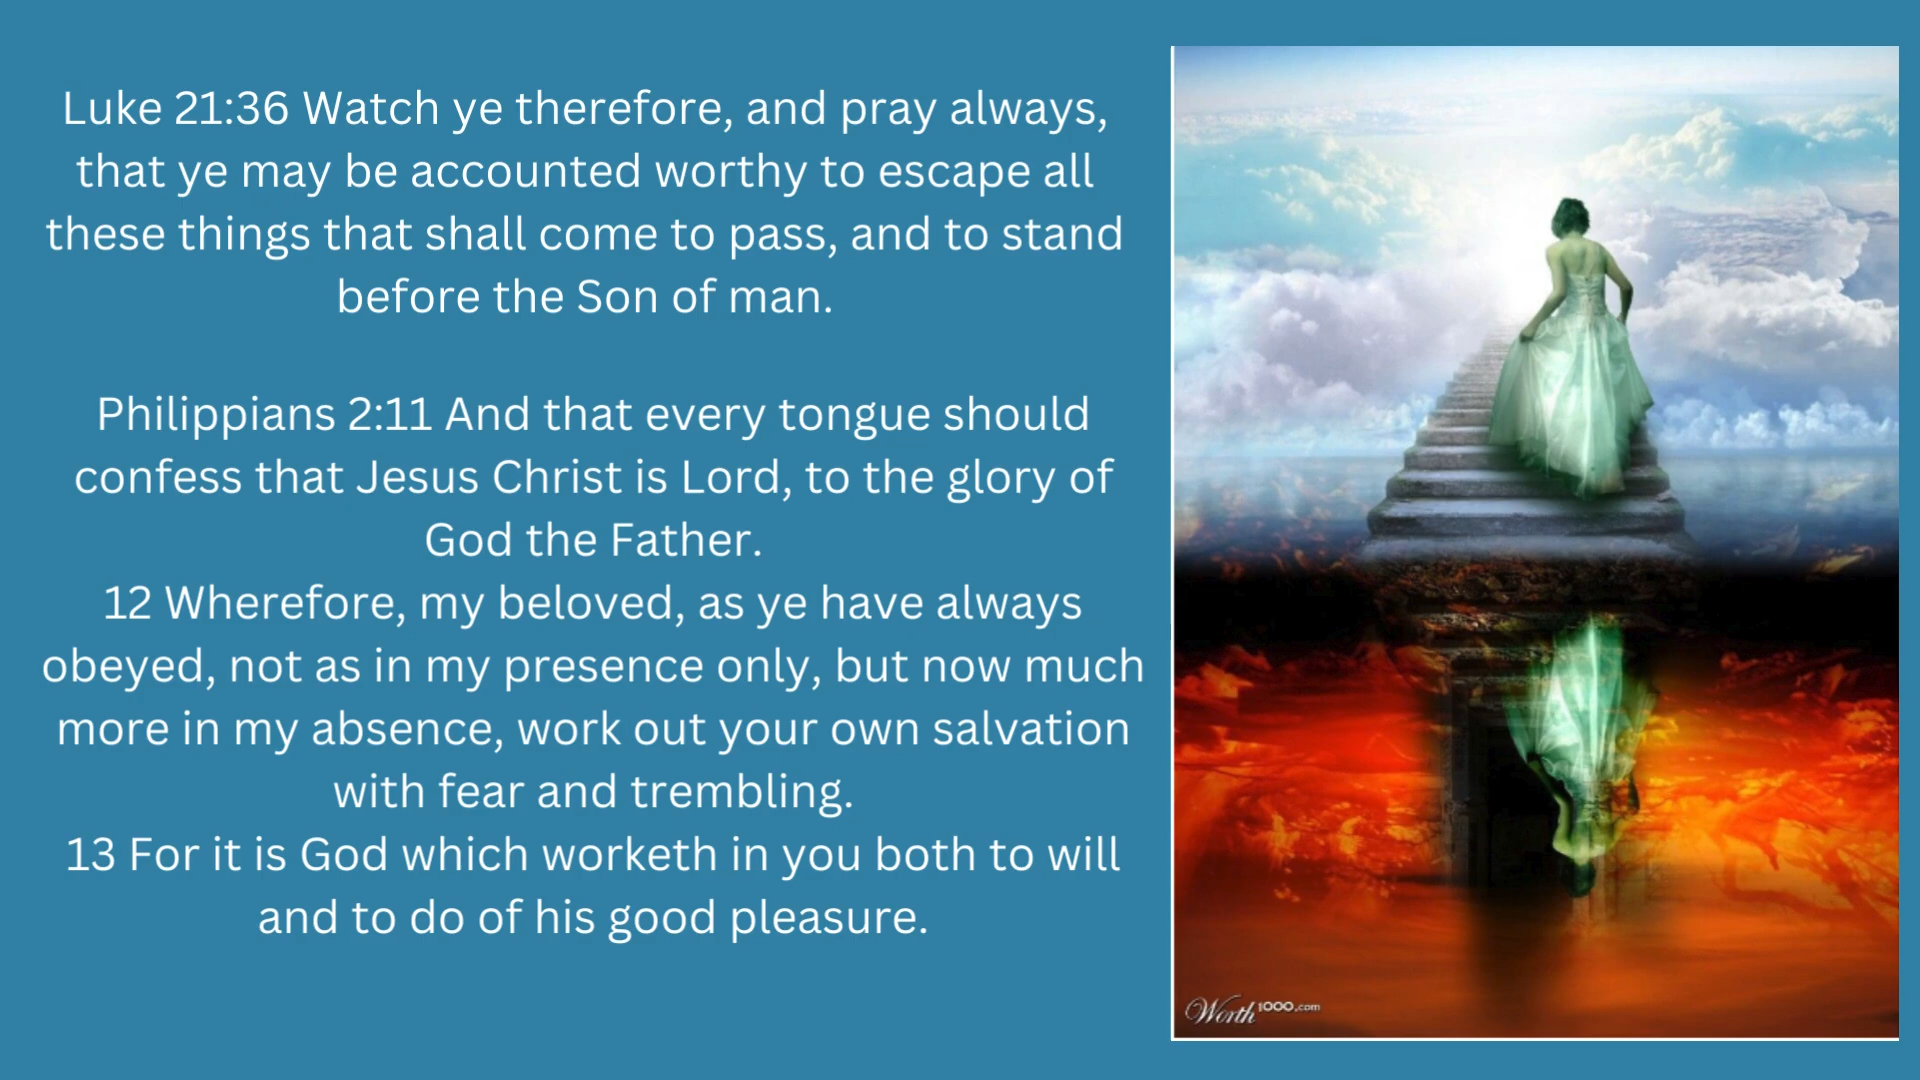 Luke 21:36 Watch ye therefore, and pray always,
that ye may be accounted worthy to escape all
these things that shall come to pass, and to stand
before the Son of man.
Philippians 2:11 And that every tongue should
confess that Jesus Christ is Lord, to the glory of
God the Father.
12 Wherefore, my beloved, as ye have always
obeyed, not as in my presence only, but now much
more in my absence, work out your own salvation
with fear and trembling.
13 For it is God which worketh in you both to will
and to do of his good pleasure.
Worth1000.com